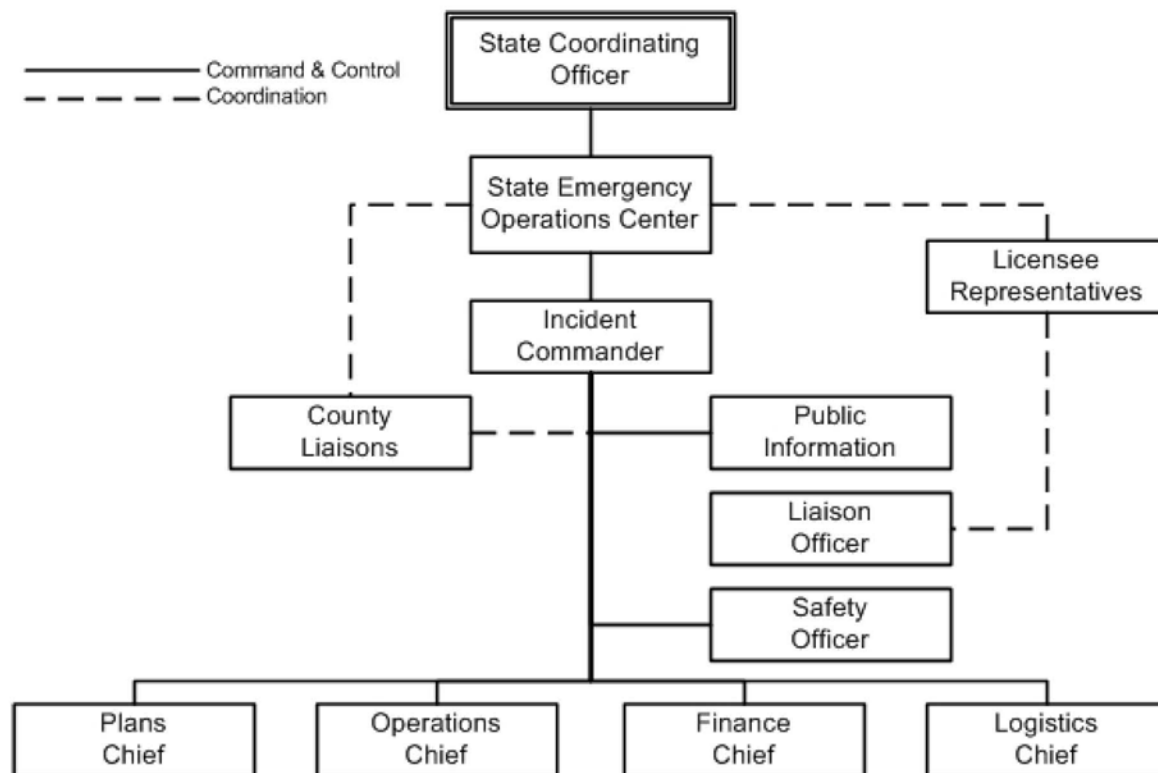 State Coordinating
Officer
Command & Control
Coordination
State Emergency
Operations Center
Licensee
Representatives
Incident
Commander
County
Liaisons
Public
Information
Liaison
Officer
Safety
Officer
Plans
Chief
Operations
Chief
Finance
Chief
Logistics
Chief